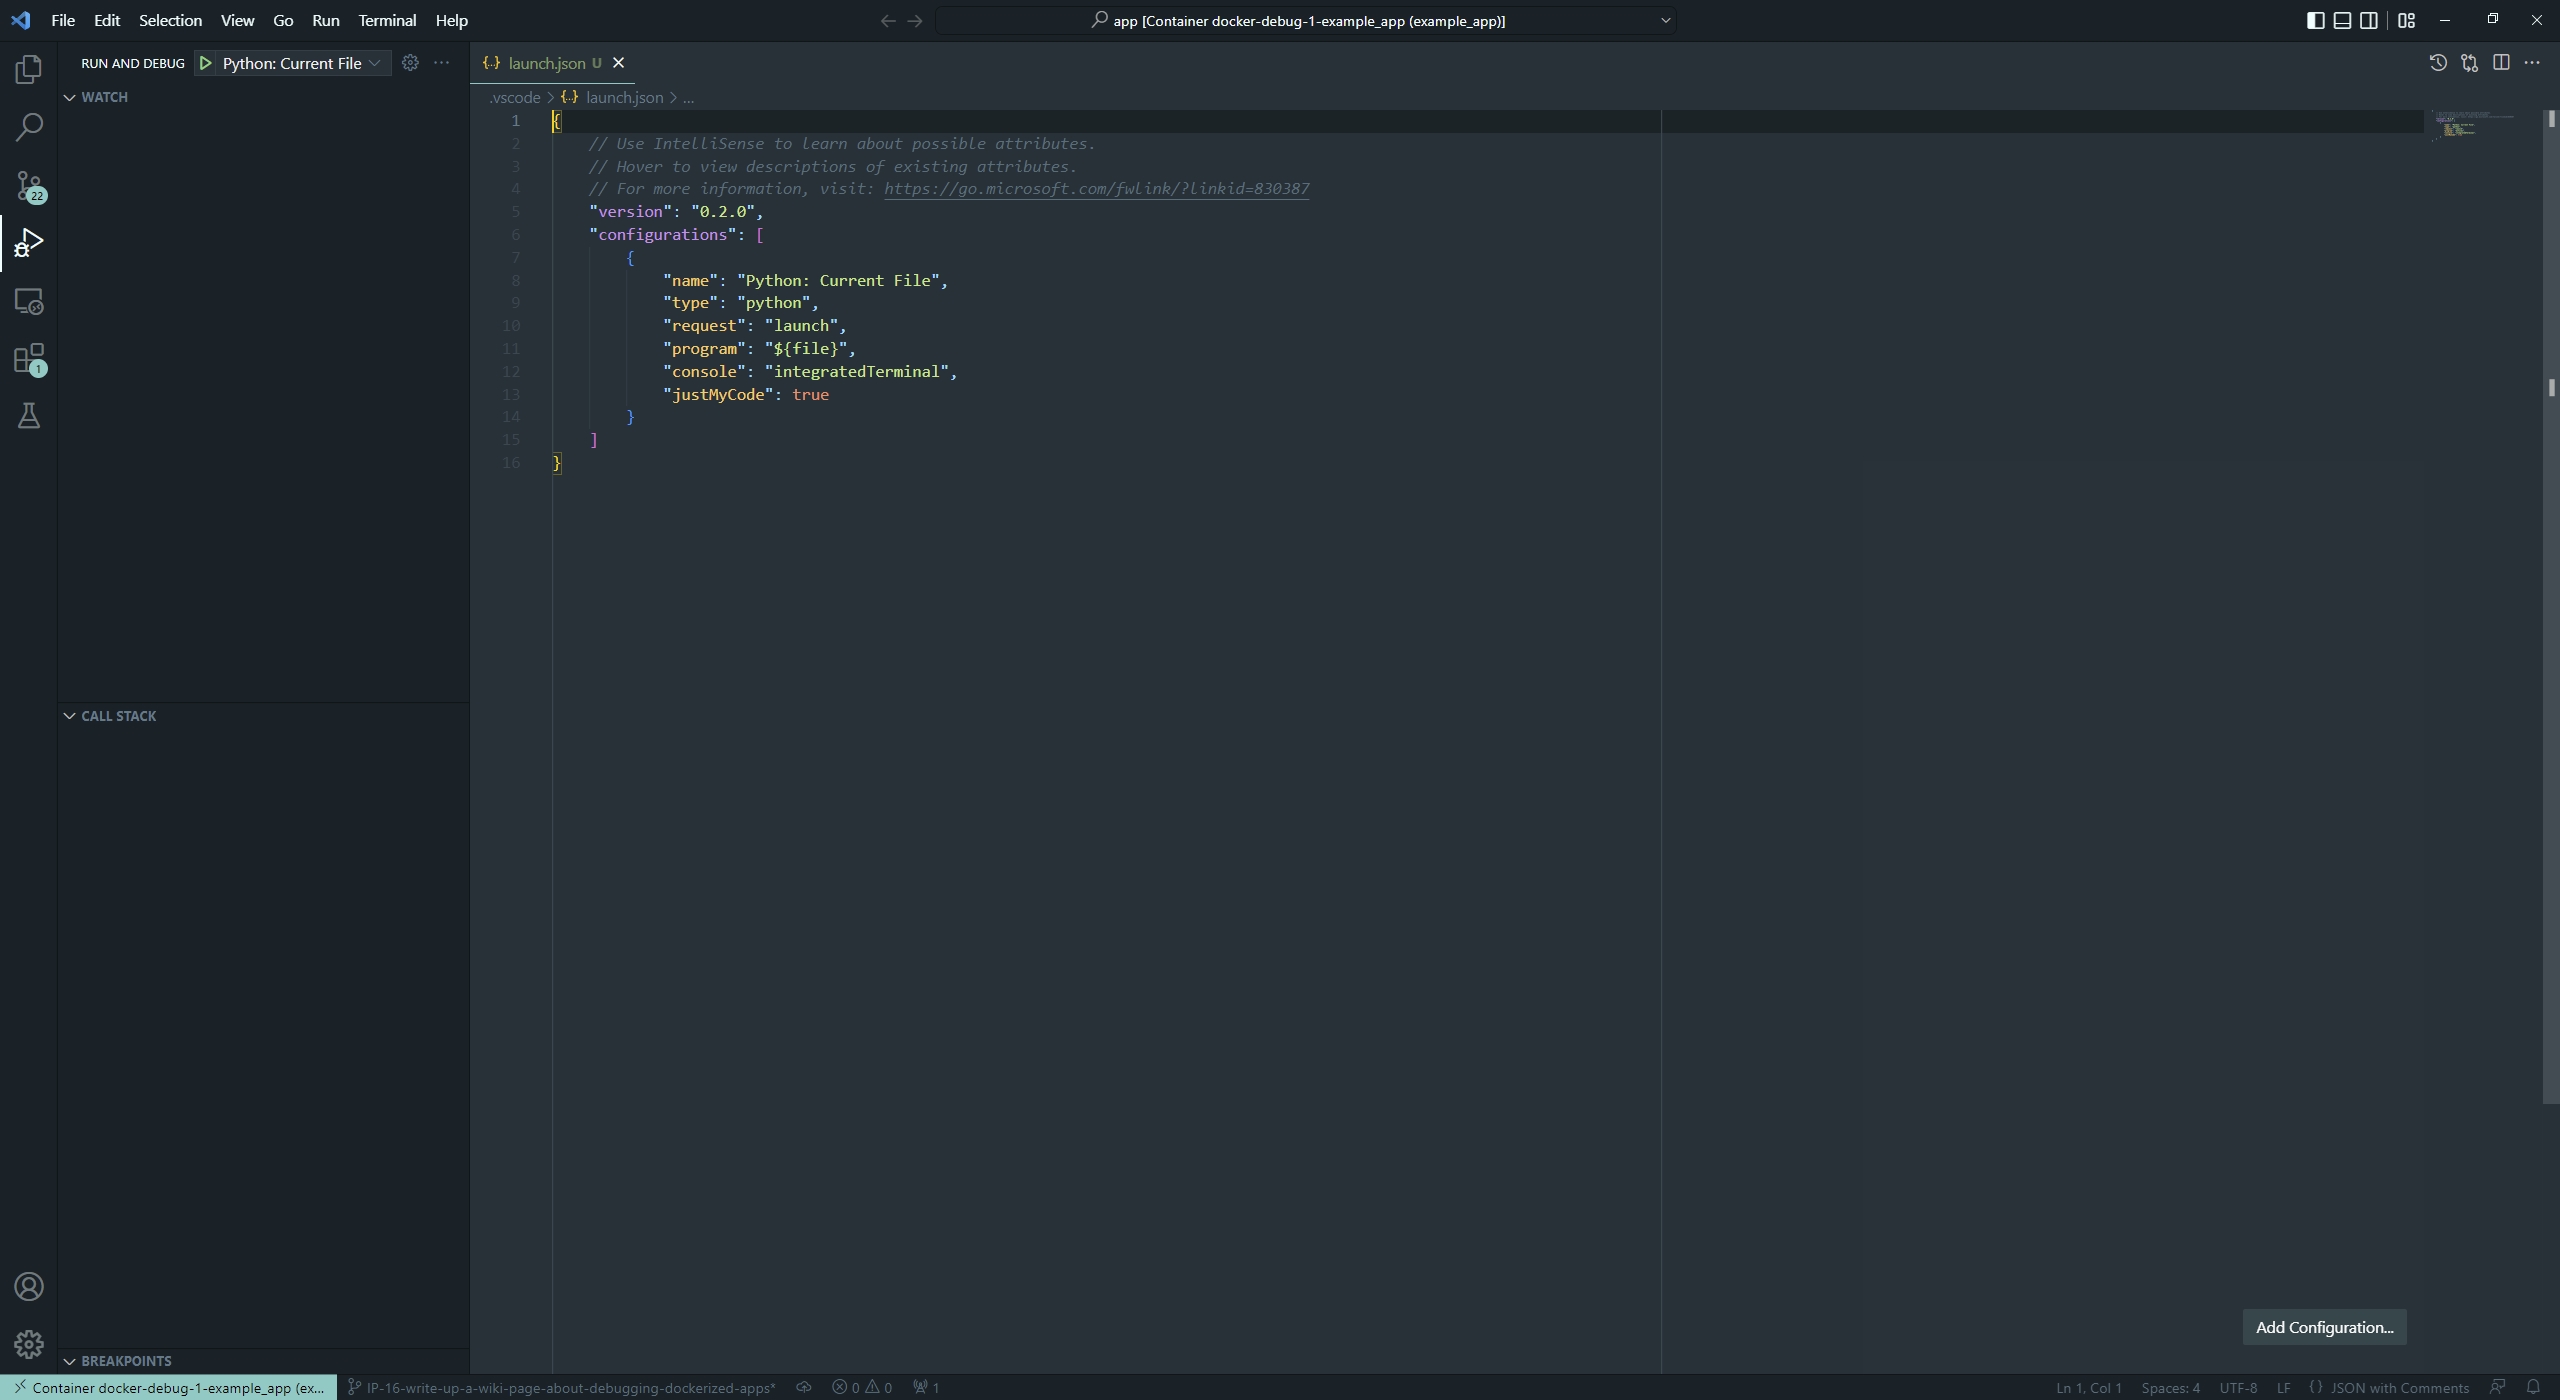 File Edit Selection View Go Run Terminal Help
app [Container docker-debug-1-example_app (example_app)]
RUN AND DEBUG Python: Current File
launch.json U
WATCH
.vscode > launch.json > ...
1 {
2 // Use IntelliSense to learn about possible attributes.
3 // Hover to view descriptions of existing attributes.
4 // For more information, visit: https://go.microsoft.com/fwlink/?linkid=830387
5 "version": "0.2.0",
6 "configurations": [
7 {
8 "name": "Python: Current File",
9 "type": "python",
10 "request": "launch",
11 "program": "${file}",
12 "console": "integratedTerminal",
13 "justMyCode": true
14 }
15 ]
16 }
22
1
CALL STACK
Add Configuration...
BREAKPOINTS
Container docker-debug-1-example_app (ex... IP-16-write-up-a-wiki-page-about-debugging-dockerized-apps* 0 0 1 Ln 1, Col 1 Spaces: 4 UTF-8 LF {} JSON with Comments